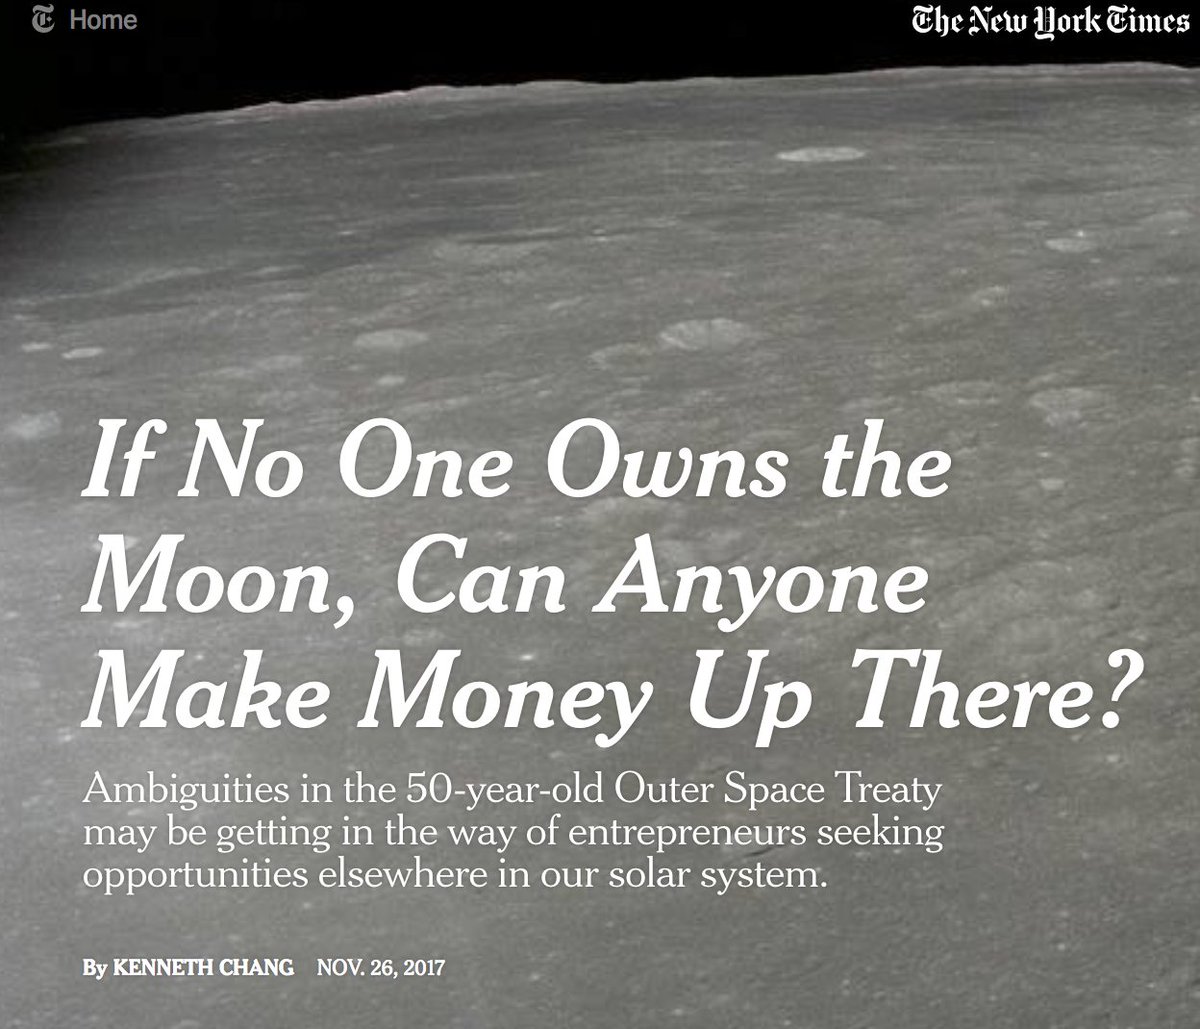 Home
The New York Times
If No One Owns the
Moon, Can Anyone
Make Money Up There?
Ambiguities in the 50-year-old Outer Space Treaty
may be getting in the way of entrepreneurs seeking
opportunities elsewhere in our solar system.
By KENNETH CHANG NOV. 26, 2017